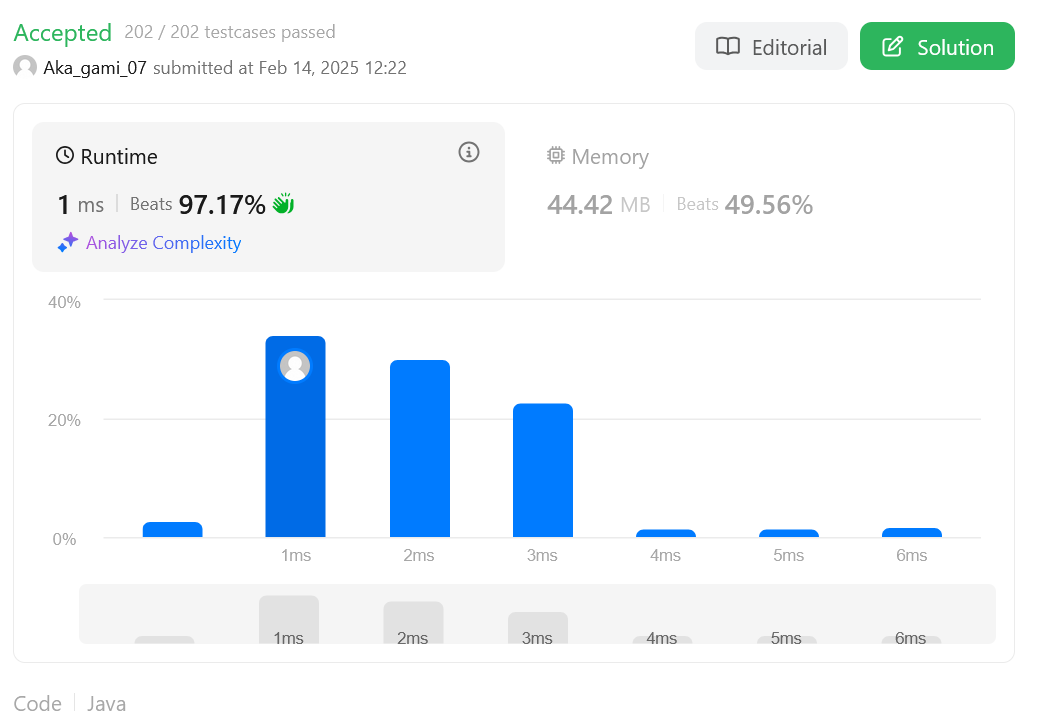 Accepted 202 / 202 testcases passed
Editorial
Solution
Aka_gami_07 submitted at Feb 14, 2025 12:22
Runtime
1 ms Beats 97.17%
Analyze Complexity
Memory
44.42 MB Beats 49.56%
40%
20%
0%
1ms 2ms 3ms 4ms 5ms 6ms
1ms 2ms 3ms 4ms 5ms 6ms
Code Java